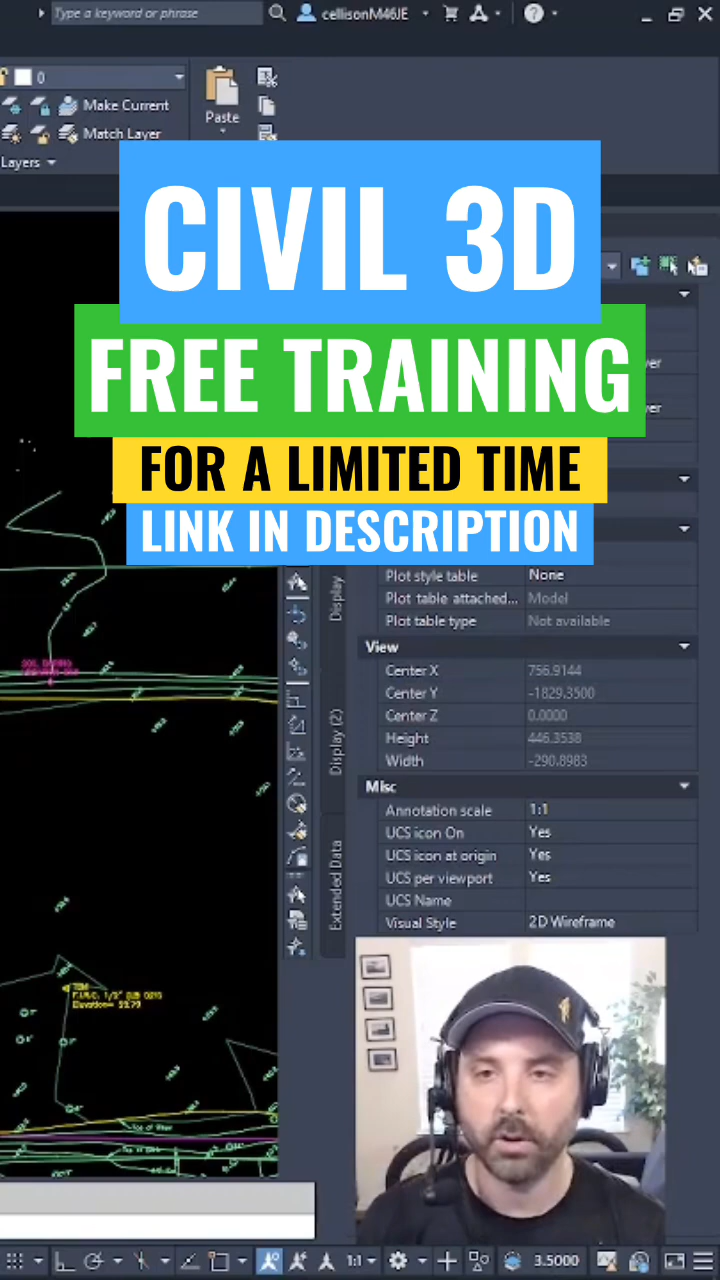 Type a keyword or phrase
cellisonM46JE
0
Make Current
Match Layer
Paste
Layers
CIVIL 3D
FREE TRAINING
FOR A LIMITED TIME
LINK IN DESCRIPTION
Display
Plot style table None
Plot table attached... Model
Plot table type Not available
View
Center X 756.9144
Center Y -1829.3500
Center Z 0.0000
Height 446.3538
Width -290.8983
Display (2)
Misc
Annotation scale 1:1
UCS icon On Yes
UCS icon at origin Yes
UCS per viewport Yes
UCS Name
Visual Style 2D Wireframe
Extended Data
1:1
3.5000